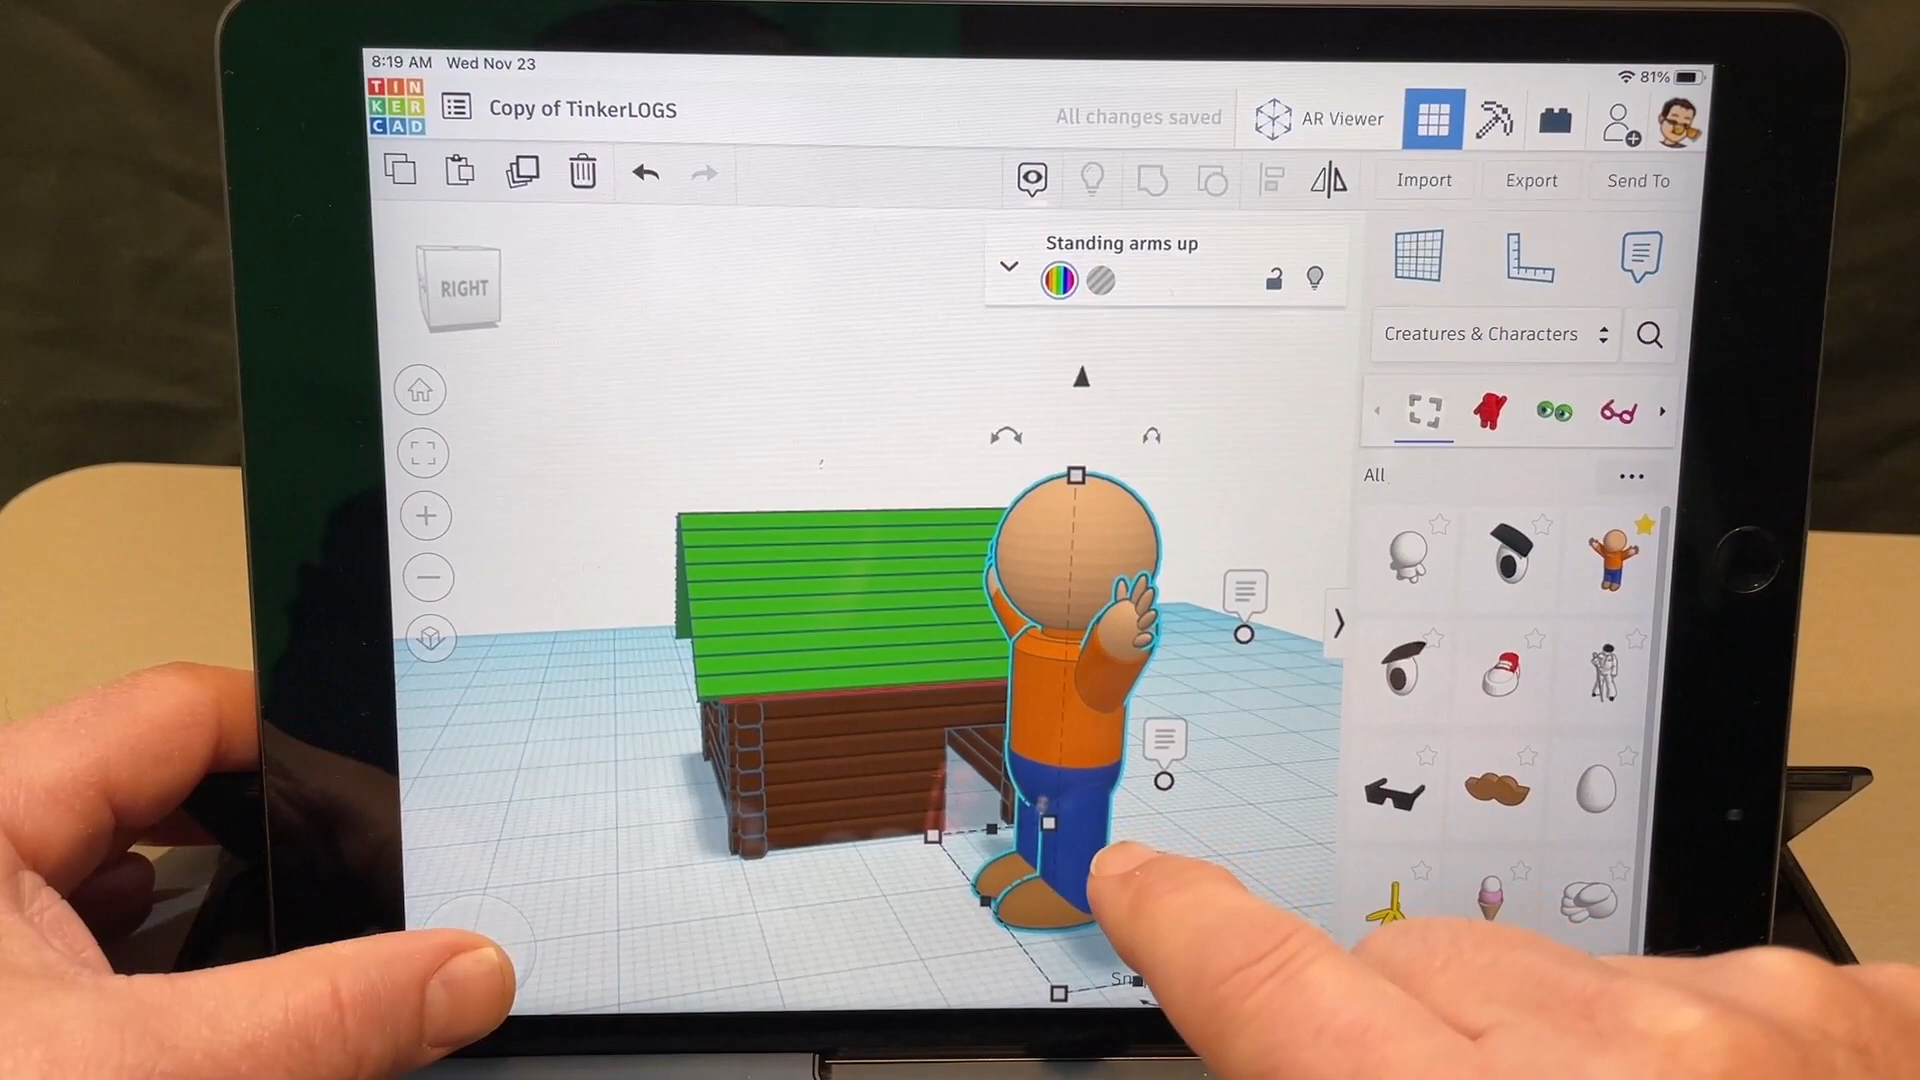 8:19 AM Wed Nov 23
81%
TIN
KER
CAD
Copy of TinkerLOGS
All changes saved
AR Viewer
Import
Export
Send To
Standing arms up
RIGHT
Creatures & Characters
All